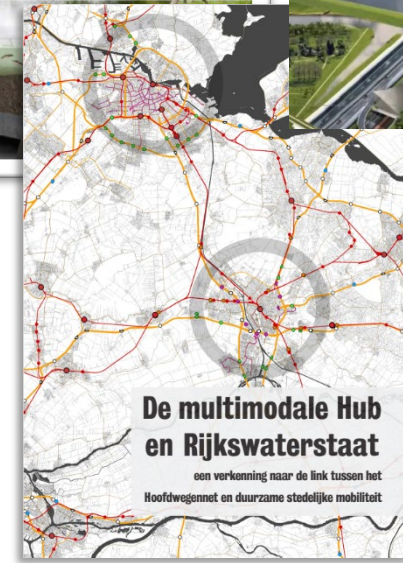 De multimodale Hub
en Rijkswaterstaat
een verkenning naar de link tussen het
Hoofdwegennet en duurzame stedelijke mobiliteit